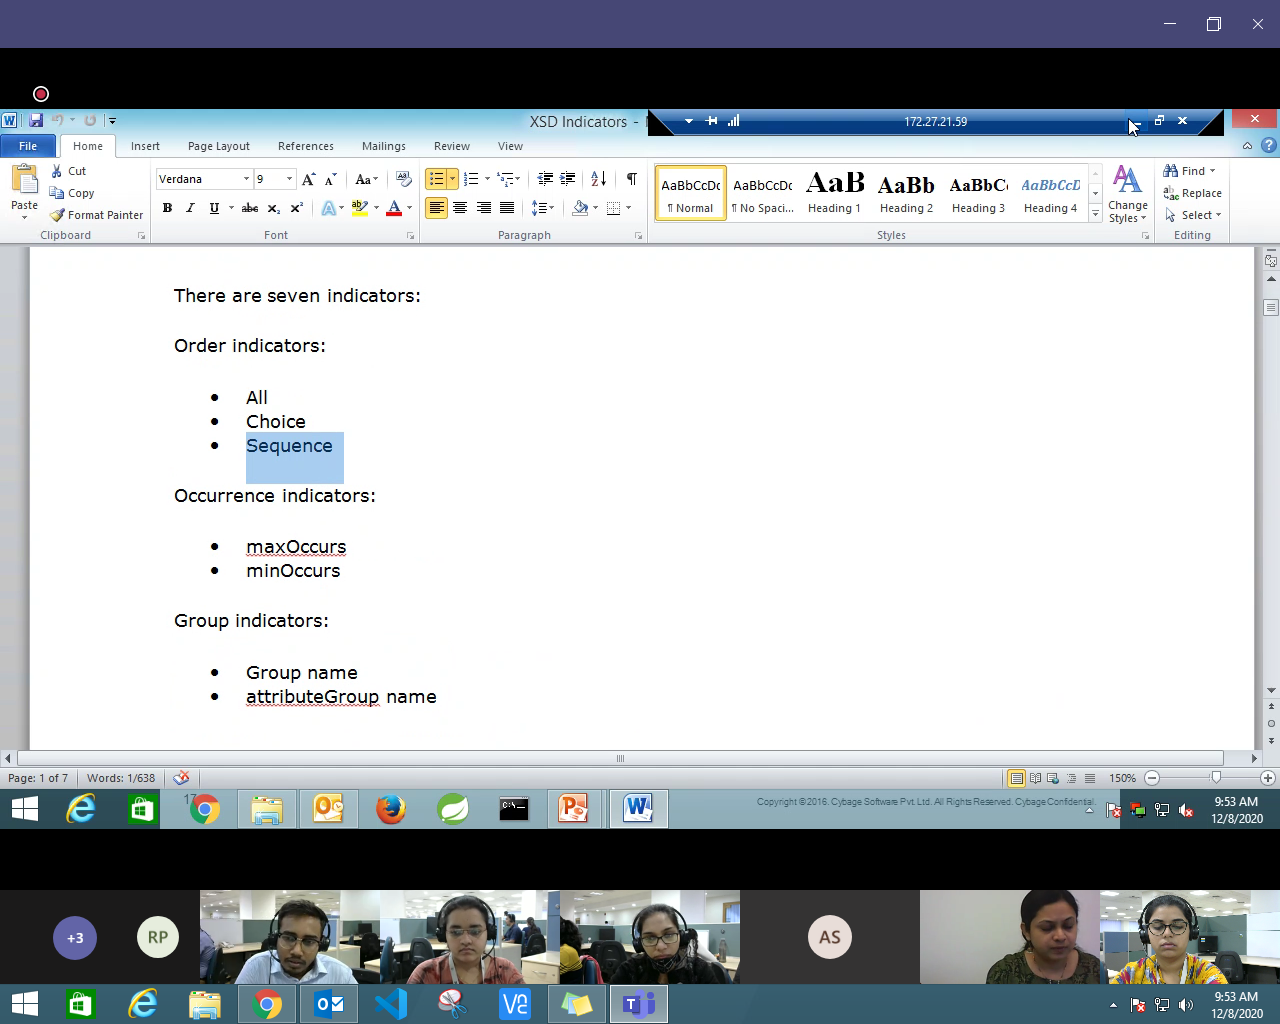 XSD Indicators -
172.27.21.59
File
Home
Insert
Page Layout
References
Mailings
Review
View
Paste
Cut
Copy
Format Painter
Clipboard
Verdana
9
Font
Paragraph
AaBbCcDc
¶ Normal
AaBbCcDc
¶ No Spaci...
AaB
Heading 1
AaBb
Heading 2
AaBbC
Heading 3
AaBbCcD
Heading 4
Styles
Change
Styles
Find
Replace
Select
Editing
There are seven indicators:
Order indicators:
• All
• Choice
• Sequence
Occurrence indicators:
• maxOccurs
• minOccurs
Group indicators:
• Group name
• attributeGroup name
Page: 1 of 7
Words: 1/638
150%
17
Copyright ©2016. Cybage Software Pvt. Ltd. All Rights Reserved. Cybage Confidential.
9:53 AM
12/8/2020
+3
RP
AS
9:53 AM
12/8/2020